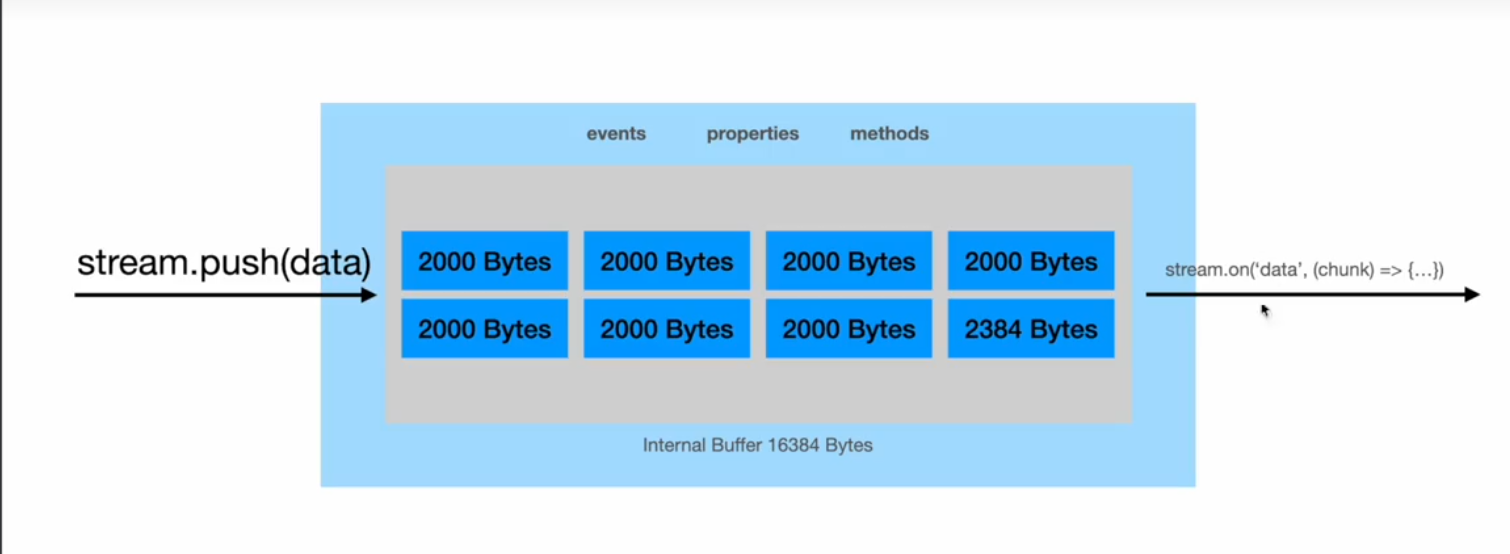 events properties methods
stream.push(data)
2000 Bytes 2000 Bytes 2000 Bytes 2000 Bytes
stream.on(‘data’, (chunk) => {...})
2000 Bytes 2000 Bytes 2000 Bytes 2384 Bytes
Internal Buffer 16384 Bytes